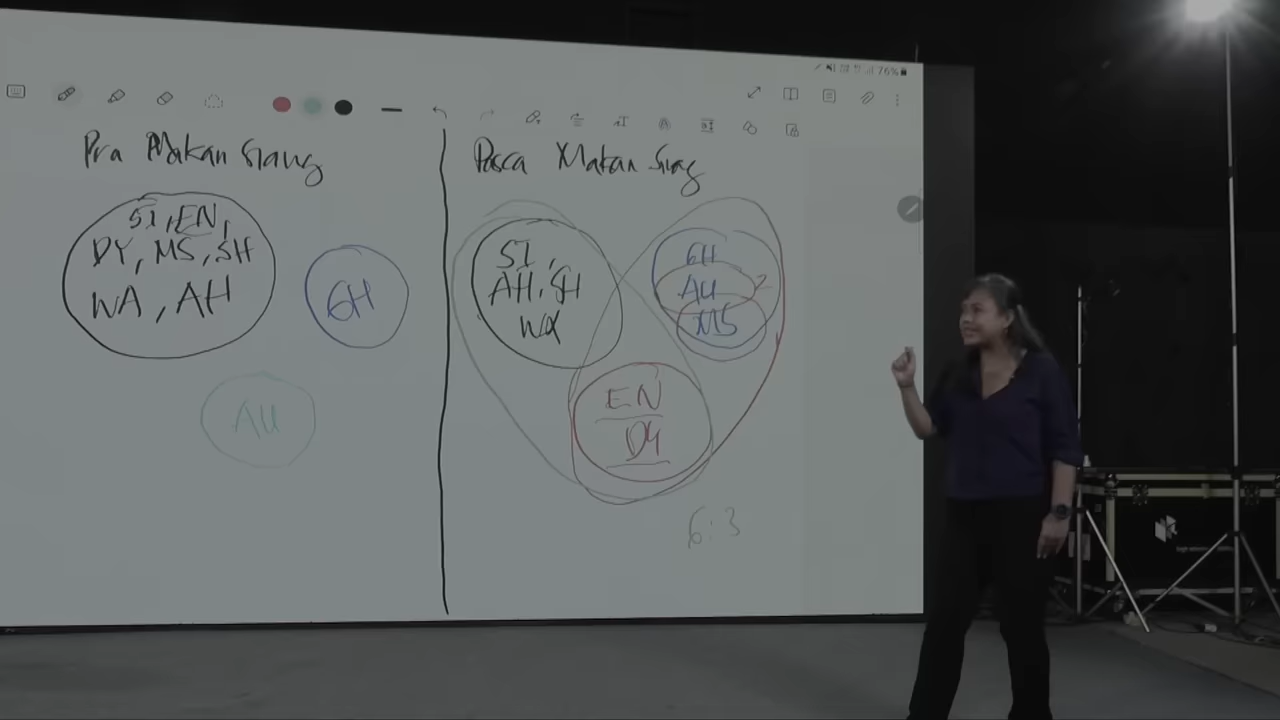 76%
Pra Makan Siang
SI, EN,
DY, MS, SH
WA, AH
GH
AU
Pasca Makan Siang
SI,
AH, SH
WA
GH
AU ?
MS
EN
DY
6:3